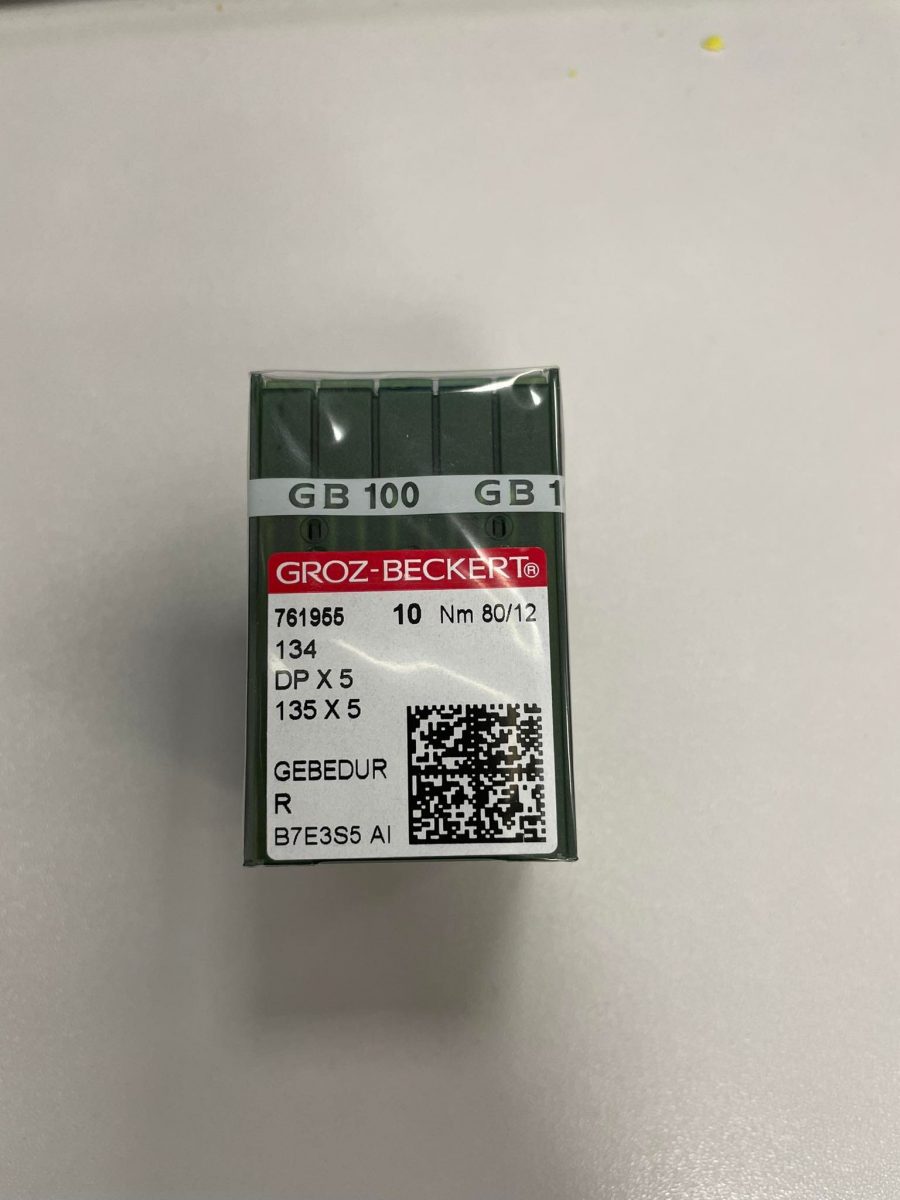 GB 100 GB 1
GROZ-BECKERT®
761955 10 Nm 80/12
134
DP X 5
135 X 5
GEBEDUR
R
B7E3S5 AI